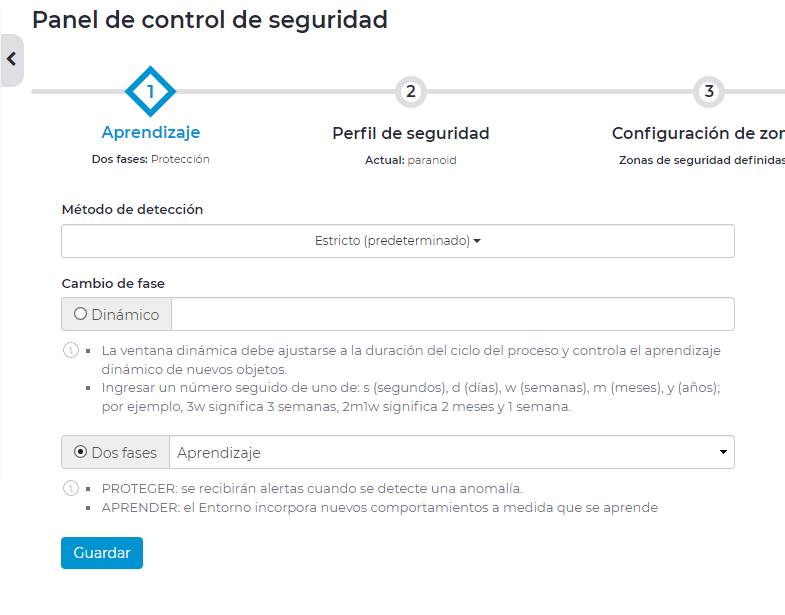 Panel de control de seguridad
1
2
3
Aprendizaje
Perfil de seguridad
Configuración de zon
Dos fases: Protección
Actual: paranoid
Zonas de seguridad definidas
Método de detección
Estricto (predeterminado)
Cambio de fase
Dinámico
La ventana dinámica debe ajustarse a la duración del ciclo del proceso y controla el aprendizaje
dinámico de nuevos objetos.
Ingresar un número seguido de uno de: s (segundos), d (días), w (semanas), m (meses), y (años);
por ejemplo, 3w significa 3 semanas, 2m1w significa 2 meses y 1 semana.
Dos fases Aprendizaje
PROTEGER: se recibirán alertas cuando se detecte una anomalía.
APRENDER: el Entorno incorpora nuevos comportamientos a medida que se aprende
Guardar